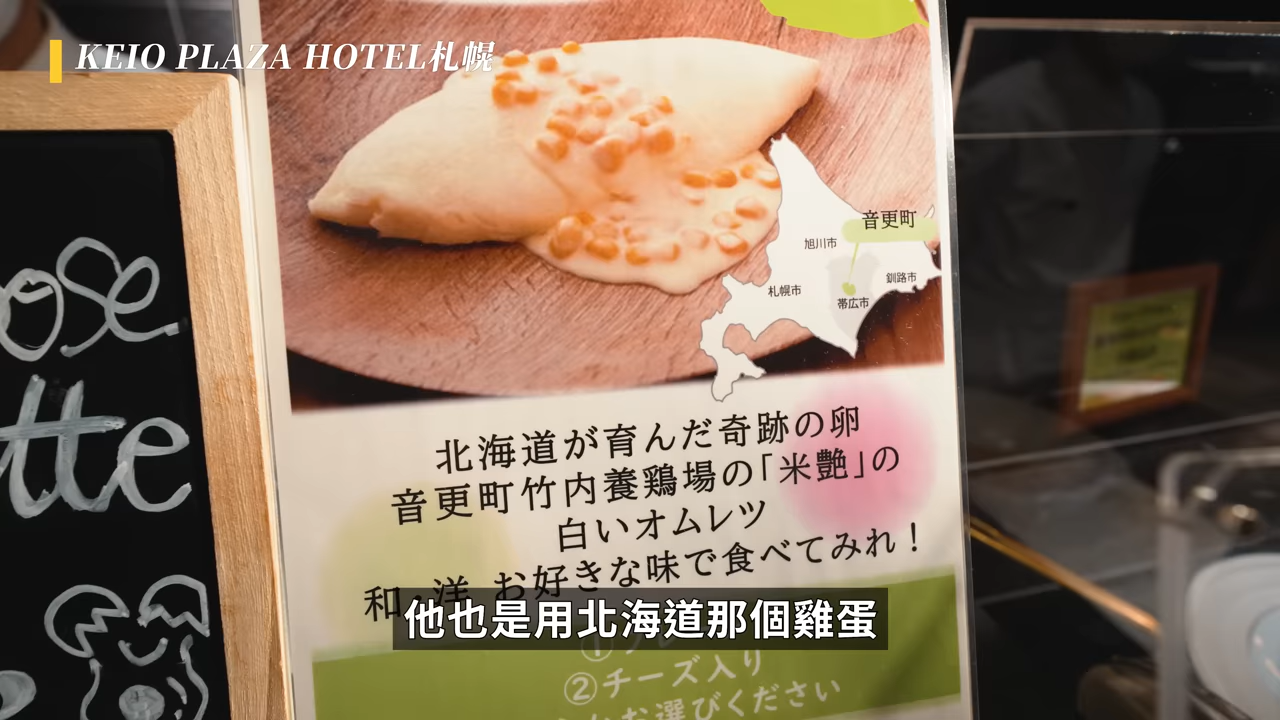 KEIO PLAZA HOTEL札幌
音更町
旭川市
釧路市
札幌市
帯広市
北海道が育んだ奇跡の卵
音更町竹内養鶏場の「米艶」の
白いオムレツ
和・洋 お好きな味で食べてみれ！
他也是用北海道那個雞蛋
①プレ
②チーズ入り
お選びください
ose
tte